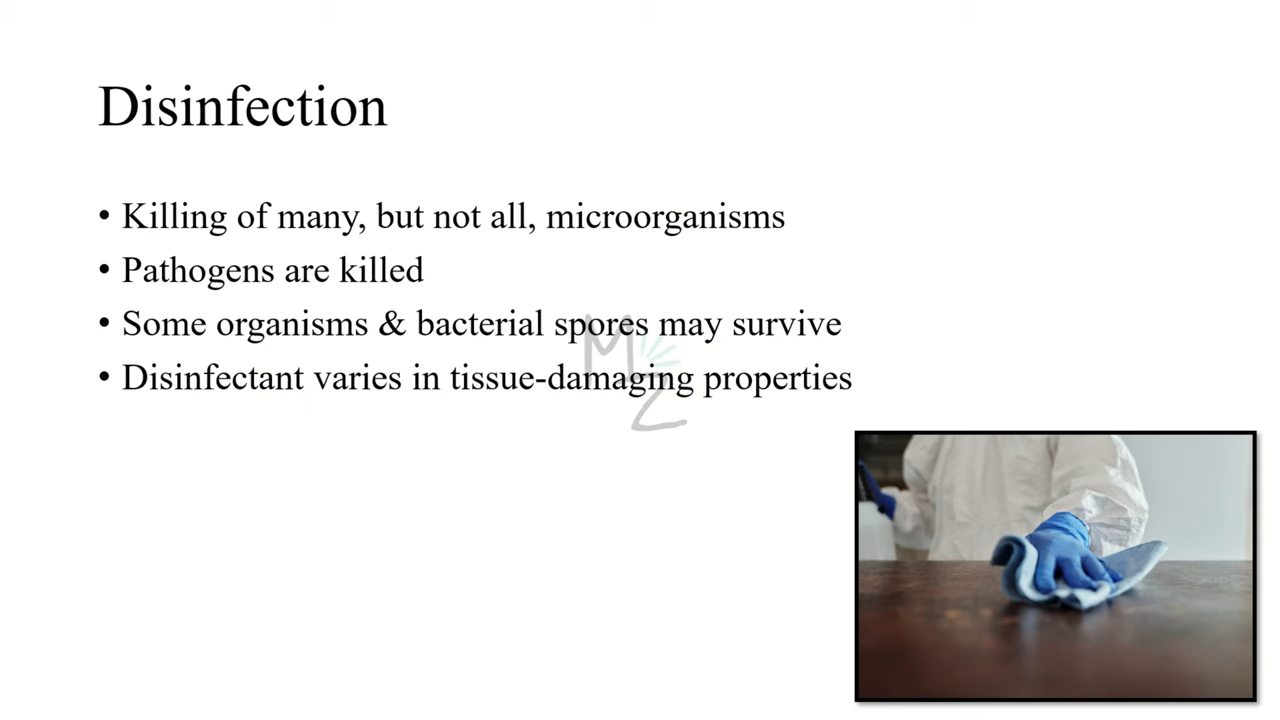 Disinfection
• Killing of many, but not all, microorganisms
• Pathogens are killed
• Some organisms & bacterial spores may survive
• Disinfectant varies in tissue-damaging properties
MZ